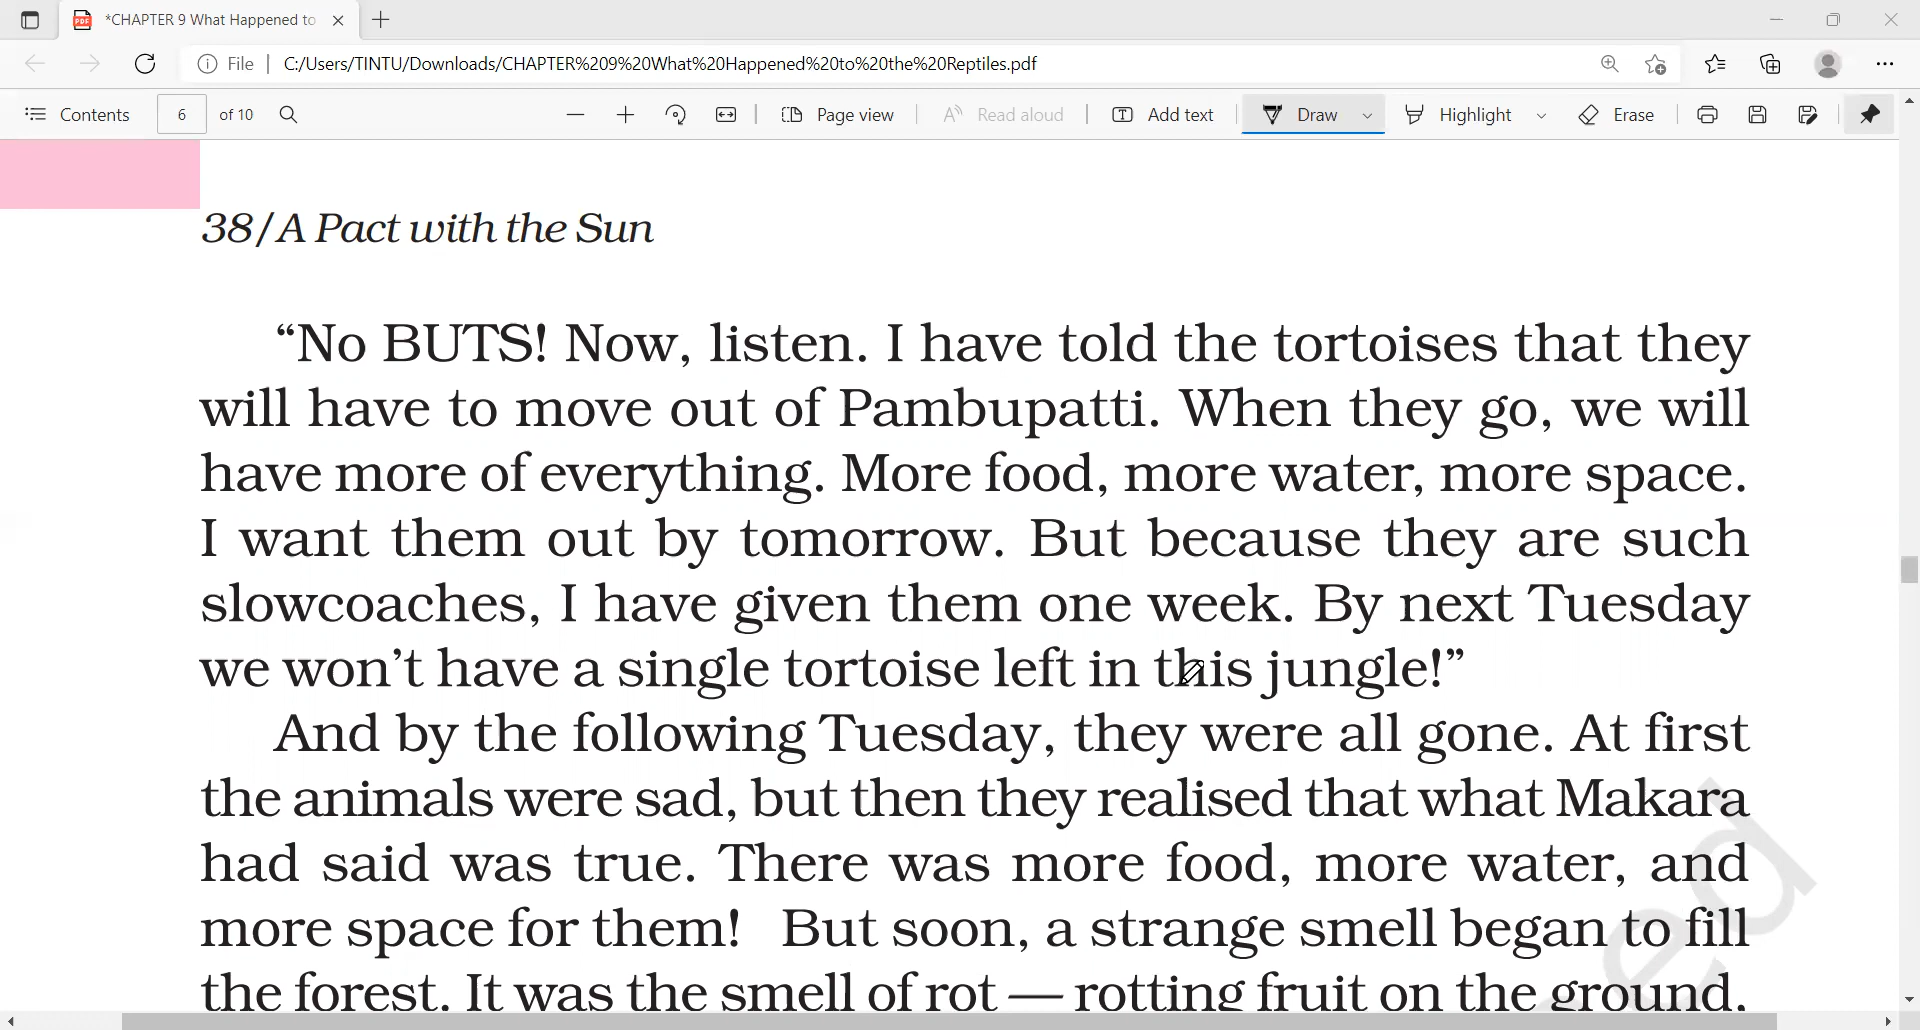 *CHAPTER 9 What Happened to
File C:/Users/TINTU/Downloads/CHAPTER%209%20What%20Happened%20to%20the%20Reptiles.pdf
Contents 6 of 10 Page view Read aloud Add text Draw Highlight Erase
38/A Pact with the Sun
“No BUTS! Now, listen. I have told the tortoises that they
will have to move out of Pambupatti. When they go, we will
have more of everything. More food, more water, more space.
I want them out by tomorrow. But because they are such
slowcoaches, I have given them one week. By next Tuesday
we won’t have a single tortoise left in this jungle!”
And by the following Tuesday, they were all gone. At first
the animals were sad, but then they realised that what Makara
had said was true. There was more food, more water, and
more space for them! But soon, a strange smell began to fill
the forest. It was the smell of rot — rotting fruit on the ground,
ed